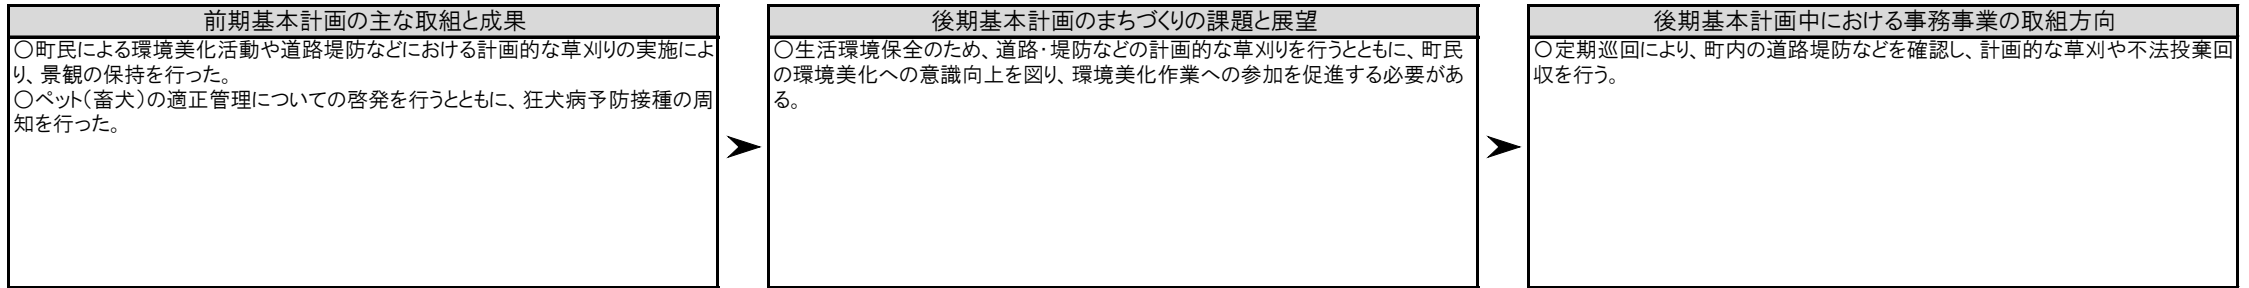 前期基本計画の主な取組と成果
〇町民による環境美化活動や道路堤防などにおける計画的な草刈りの実施によ
り、景観の保持を行った。
〇ペット(畜犬)の適正管理についての啓発を行うとともに、狂犬病予防接種の周
知を行った。
後期基本計画のまちづくりの課題と展望
〇生活環境保全のため、道路・堤防などの計画的な草刈りを行うとともに、町民
の環境美化への意識向上を図り、環境美化作業への参加を促進する必要があ
る。
後期基本計画中における事務事業の取組方向
〇定期巡回により、町内の道路堤防などを確認し、計画的な草刈や不法投棄回
収を行う。